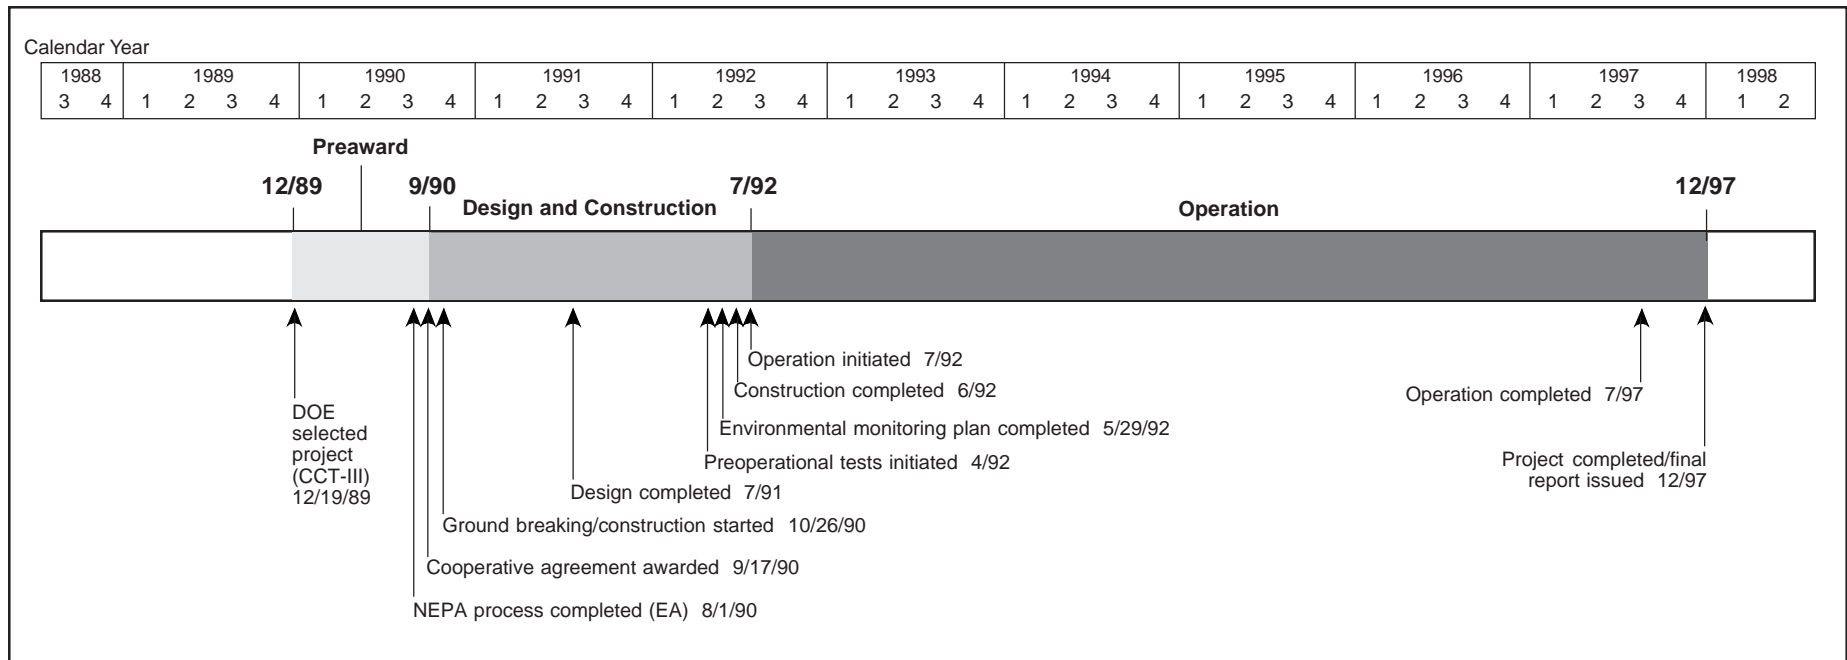 Calendar Year
1988 1989 1990 1991 1992 1993 1994 1995 1996 1997 1998
3 4 1 2 3 4 1 2 3 4 1 2 3 4 1 2 3 4 1 2 3 4 1 2 3 4 1 2 3 4 1 2 3 4 1 2 3 4 1 2
Preaward
12/89 9/90 7/92 12/97
Design and Construction Operation
Operation initiated 7/92
Construction completed 6/92
Operation completed 7/97
DOE
selected
project
(CCT-III)
12/19/89
Environmental monitoring plan completed 5/29/92
Preoperational tests initiated 4/92
Project completed/final
report issued 12/97
Design completed 7/91
Ground breaking/construction started 10/26/90
Cooperative agreement awarded 9/17/90
NEPA process completed (EA) 8/1/90